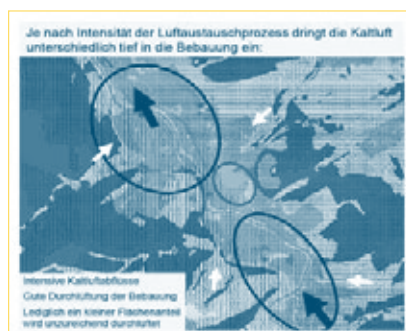 Je nach Intensität der Luftaustauschprozess dringt die Kaltluft
unterschiedlich tief in die Bebauung ein:
Intensive Kaltluftabflüsse
Gute Durchlüftung der Bebauung
Lediglich ein kleiner Flächenanteil
wird unzureichend durchlüftet